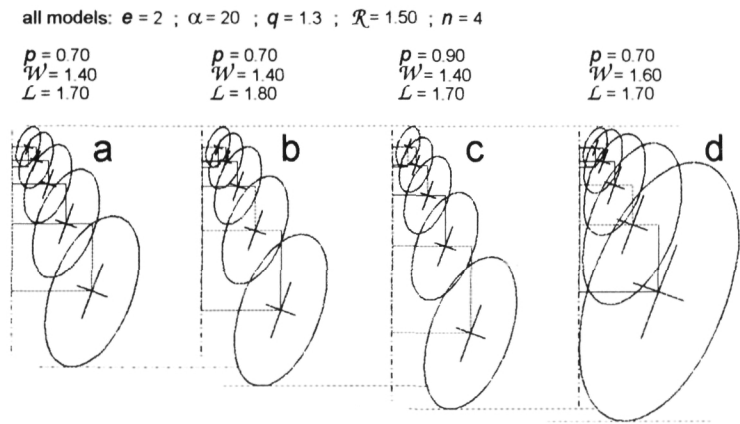 all models: e = 2 ; α = 20 ; q = 1.3 ; ℛ = 1.50 ; n = 4
p = 0.70 p = 0.70 p = 0.90 p = 0.70
𝒲 = 1.40 𝒲 = 1.40 𝒲 = 1.40 𝒲 = 1.60
ℒ = 1.70 ℒ = 1.80 ℒ = 1.70 ℒ = 1.70
a b c d